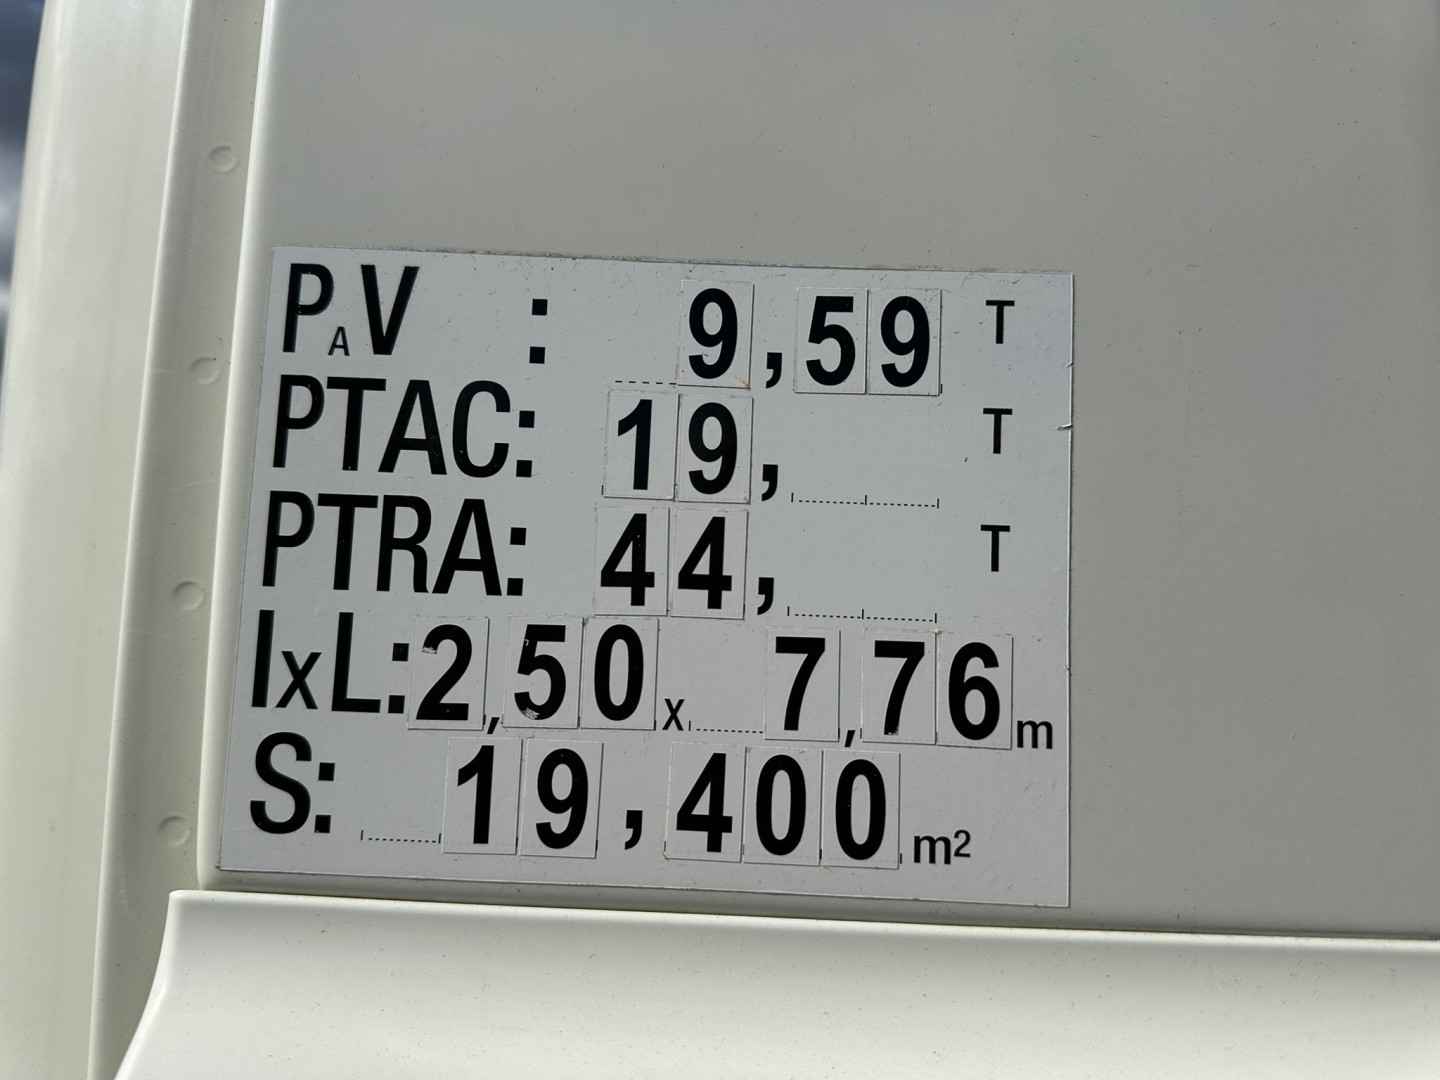 PAV : 9,59 T
PTAC: 19, T
PTRA: 44, T
IxL: 2,50 x 7,76 m
S: 19,400 m²